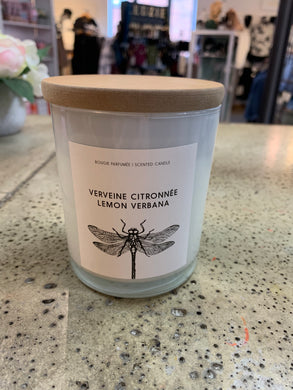 BOUGIE PARFUMÉE | SCENTED CANDLE
VERVEINE CITRONNÉE
LEMON VERBANA